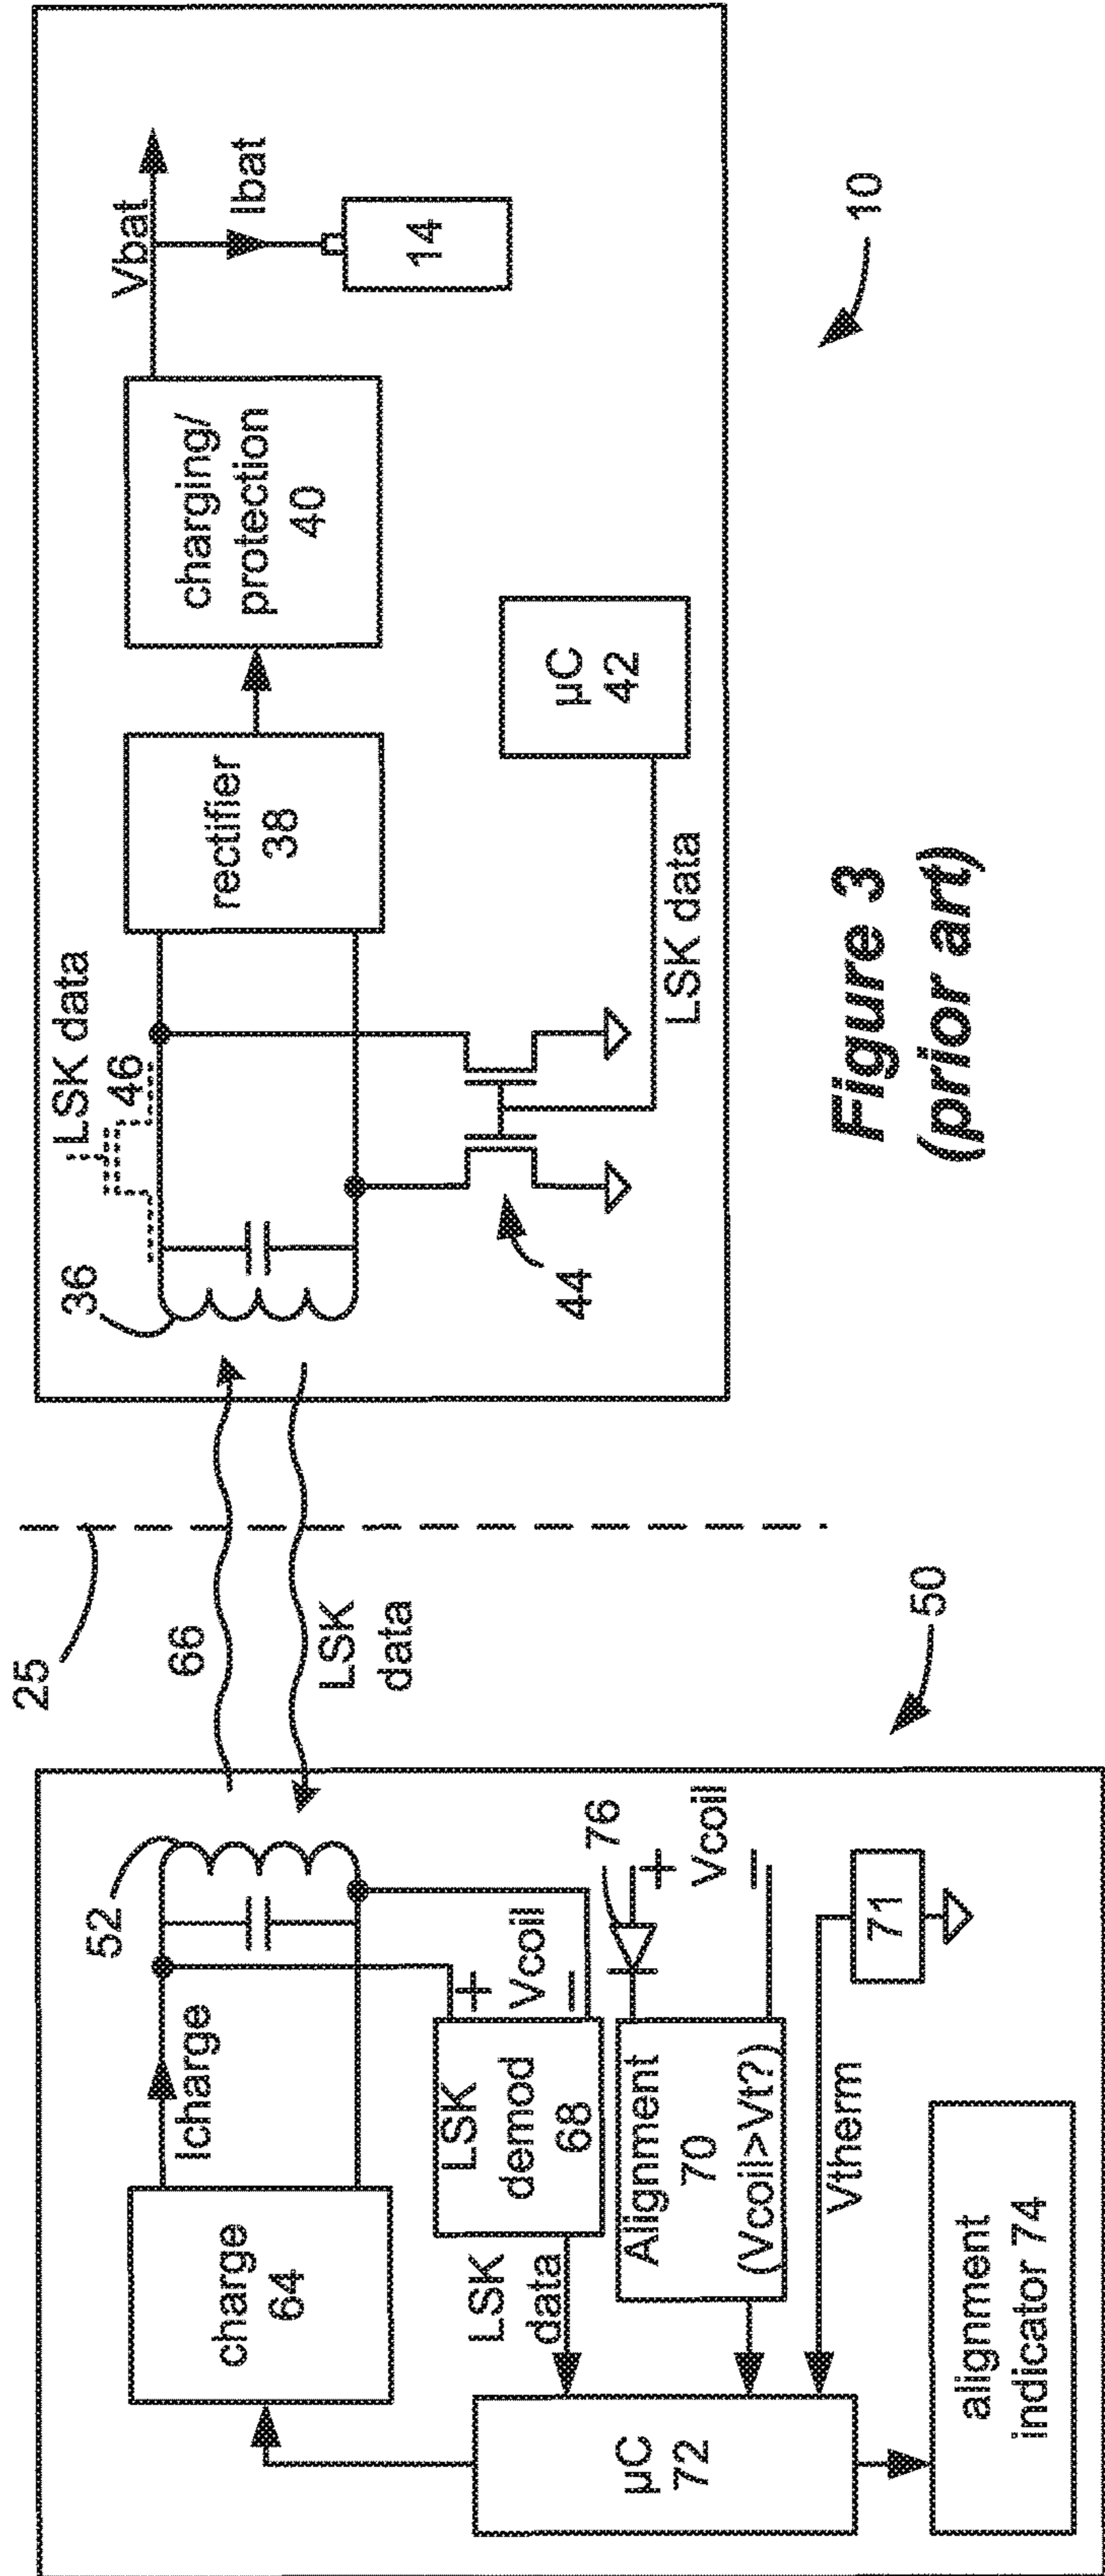 25
52
Icharge
charge
64
66
LSK
data
36
LSK data
46
rectifier
38
charging/
protection
40
Vbat
Ibat
14
44
µC
42
LSK data
10
+
Vcoil
−
LSK
demod
68
LSK
data
76
+
Vcoil
−
Alignment
70
(Vcoil>Vt?)
µC
72
Vtherm
71
alignment
indicator 74
50
Figure 3
(prior art)